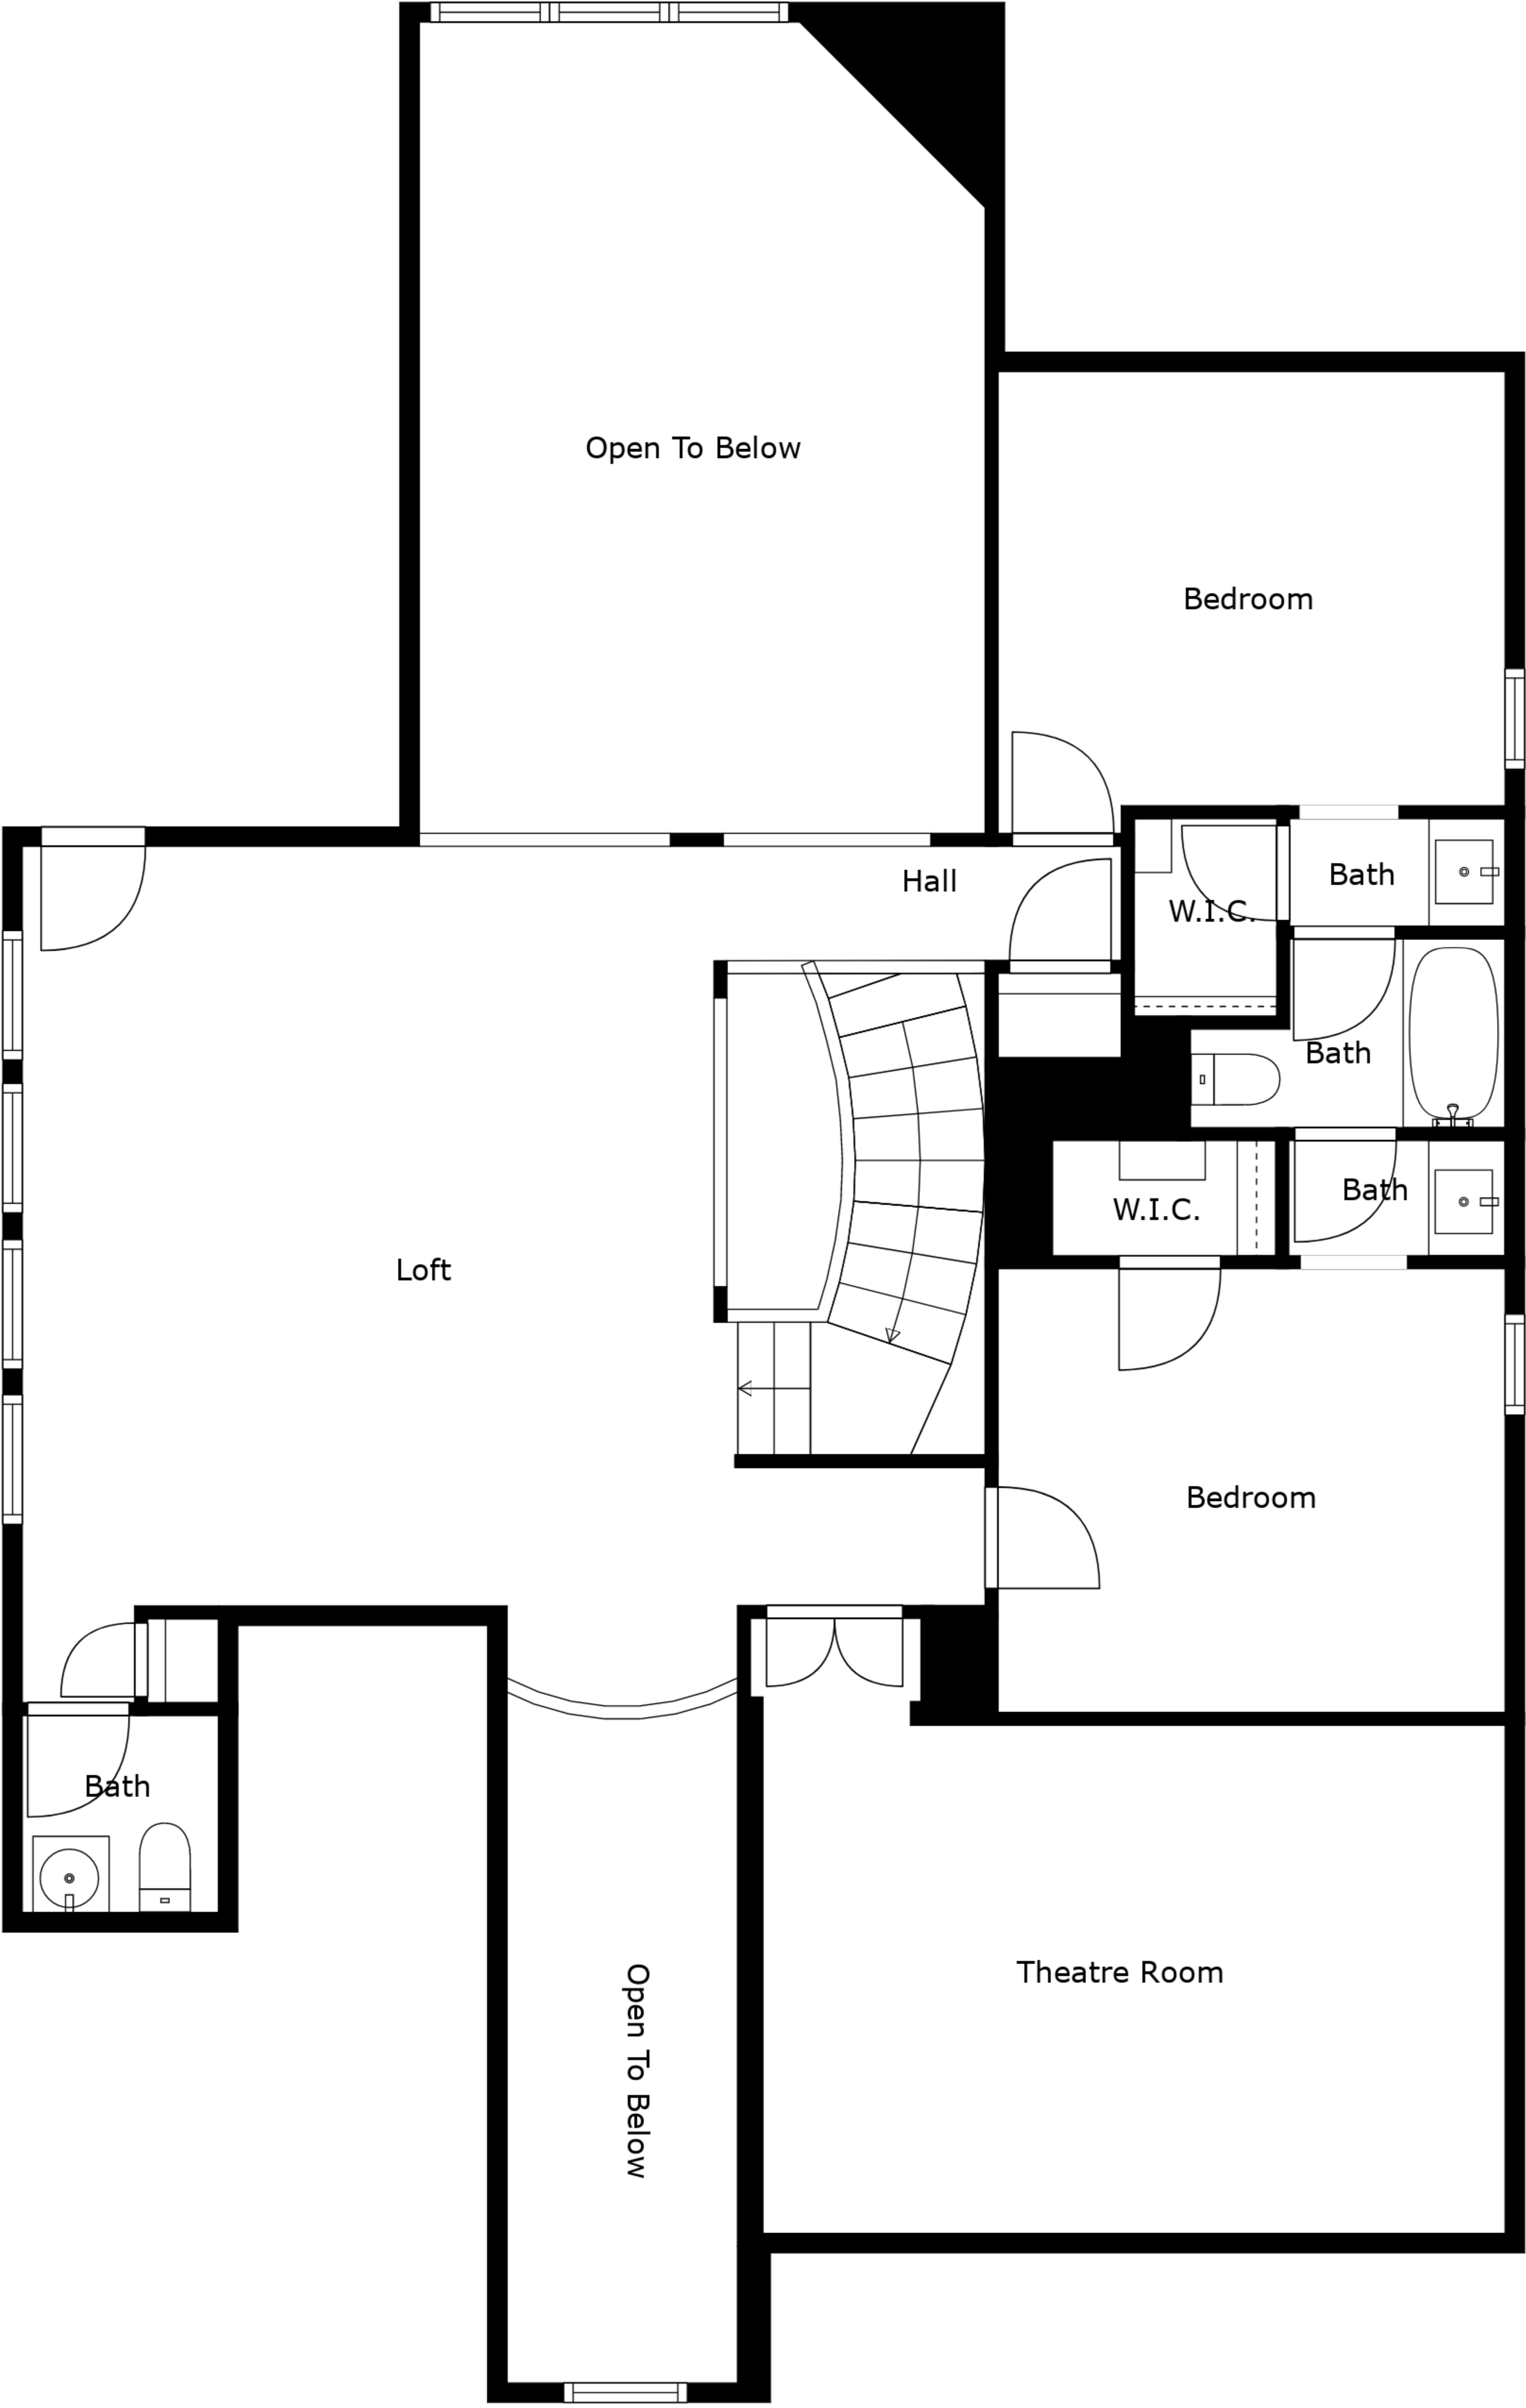 Open To Below
Bedroom
Bath
Hall
W.I.C.
Bath
Bath
W.I.C.
Loft
Bedroom
Bath
Theatre Room
Open To Below